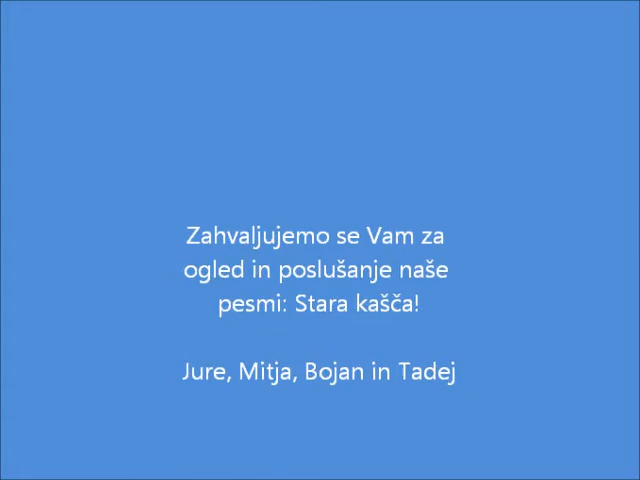 Zahvaljujemo se Vam za
ogled in poslušanje naše
pesmi: Stara kašča!
Jure, Mitja, Bojan in Tadej